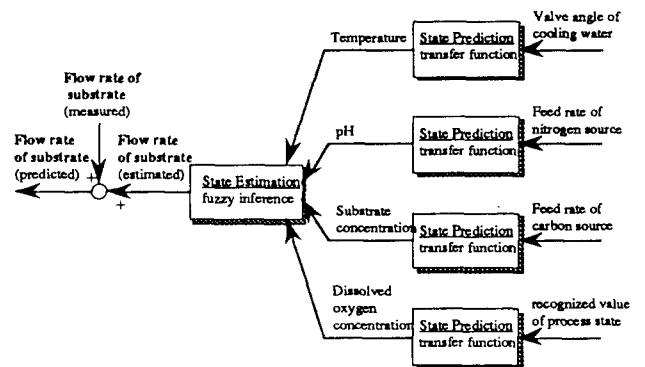 Temperature
State Prediction
transfer function
Valve angle of
cooling water
Flow rate of
substrate
(measured)
pH
State Prediction
transfer function
Feed rate of
nitrogen source
Flow rate
of substrate
(predicted)
+
+
Flow rate
of substrate
(estimated)
State Estimation
fuzzy inference
Substrate
concentration
State Prediction
transfer function
Feed rate of
carbon source
Dissolved
oxygen
concentration
State Prediction
transfer function
recognized value
of process state